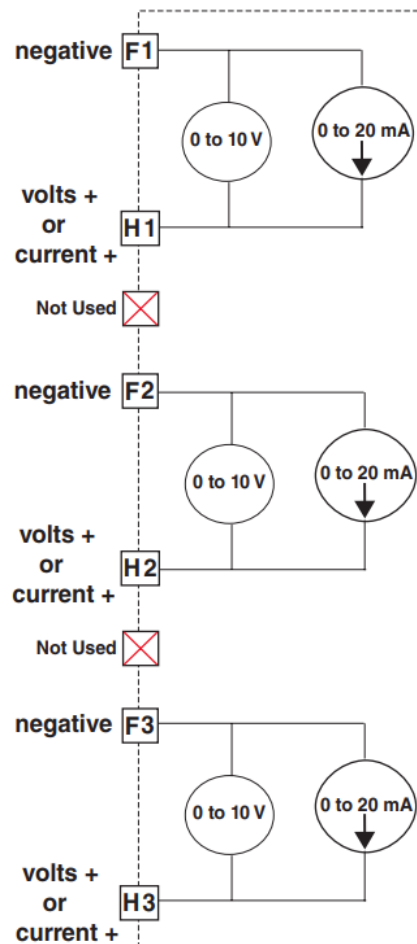 negative F1
0 to 10 V
0 to 20 mA
volts +
or
current +
H1
Not Used
negative F2
0 to 10 V
0 to 20 mA
volts +
or
current +
H2
Not Used
negative F3
0 to 10 V
0 to 20 mA
volts +
or
current +
H3